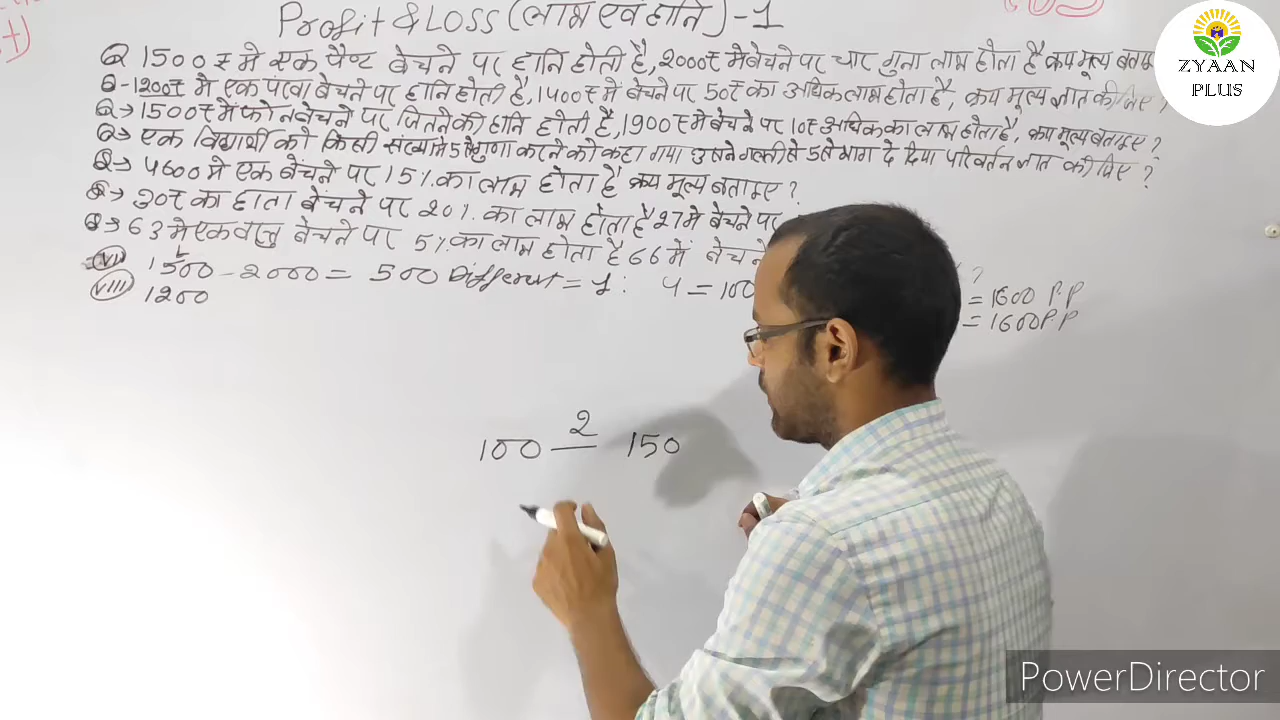 Profit & LOSS (लाभ एवं हानि) - 1
Q 1500 ₹ मे एक पैण्ट बेचने पर हानि होती है, 2000₹ मे बेचने पर चार गुना लाभ होता है क्रय मूल्य
Q - 1200₹ मे एक पंखा बेचने पर हानि होती है, 1400₹ में बेचने पर 50₹ का अधिक लाभ होता है, क्रय मूल्य ज्ञात कीजिए ?
Q→ 1500₹ में फोन बेचने पर जितने की हानि होती है, 1900₹ मे बेचने पर 10₹ अधिक का लाभ होता है, क्रय मूल्य बताइए ?
Q→ एक विद्यार्थी को किसी संख्या में 5 से गुणा करने को कहा गया उसने गलती से 5 से भाग दे दिया परिवर्तन ज्ञात कीजिए ?
Q→ 4600 मे एक बेंचने पर 15%. का लाभ होता है क्रय मूल्य बताइए ?
Q→ 30₹ का छाता बेंचने पर 20%. का लाभ होता है 27 मे बेचने पर
Q→ 63 मे एक वस्तु बेंचने पर 5%. का लाभ होता है 66 में बेचने
?
VII 1500 - 2000 = 500 Different = 1 : 4 = 100 = 1600 P.P
VIII 1200 = 1600 P.P
2
100 — 150
ZYAAN
PLUS
PowerDirector